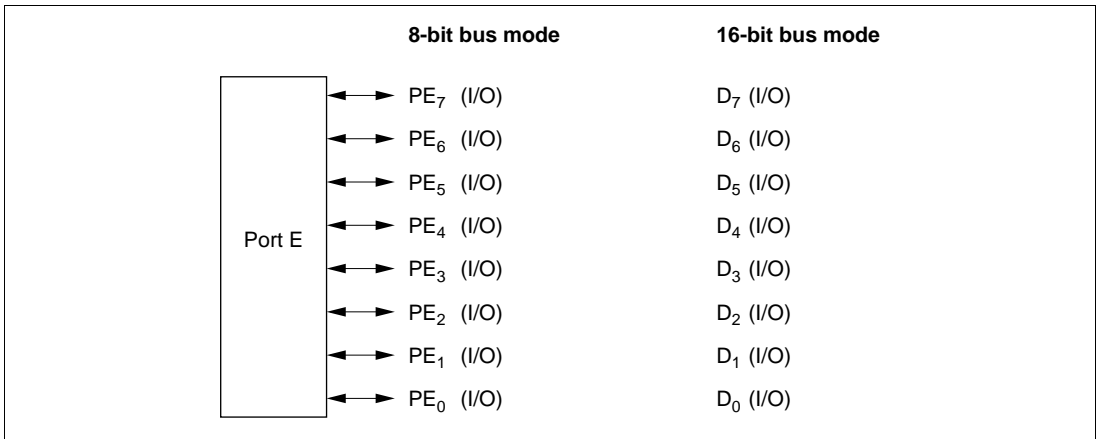 8-bit bus mode 16-bit bus mode
PE7 (I/O) D7 (I/O)
PE6 (I/O) D6 (I/O)
PE5 (I/O) D5 (I/O)
PE4 (I/O) D4 (I/O)
Port E
PE3 (I/O) D3 (I/O)
PE2 (I/O) D2 (I/O)
PE1 (I/O) D1 (I/O)
PE0 (I/O) D0 (I/O)